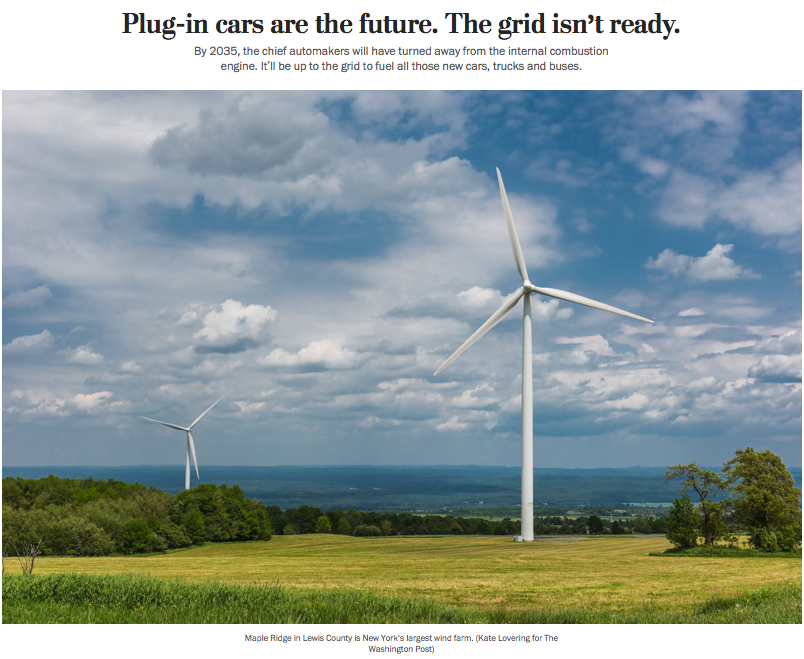 Plug-in cars are the future. The grid isn’t ready.
By 2035, the chief automakers will have turned away from the internal combustion
engine. It’ll be up to the grid to fuel all those new cars, trucks and buses.
Maple Ridge in Lewis County is New York's largest wind farm. (Kate Lovering for The
Washington Post)